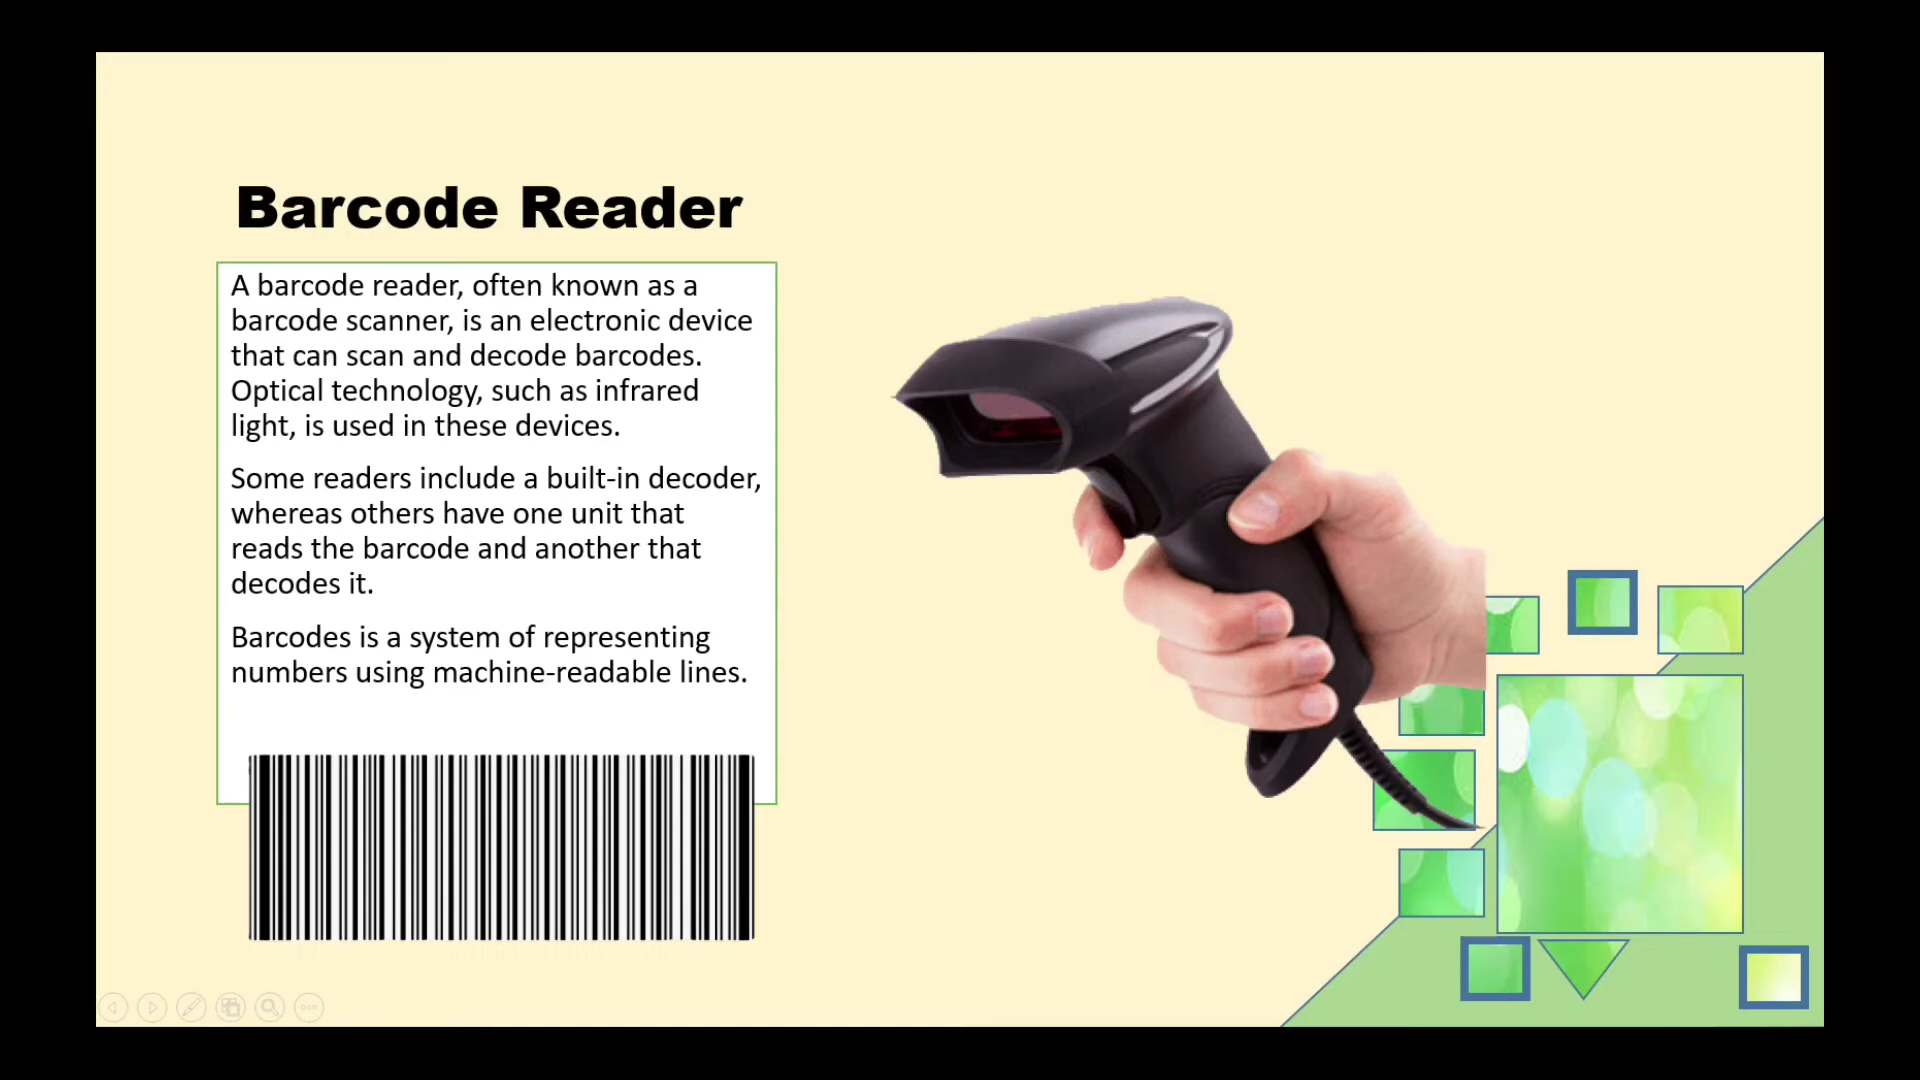 Barcode Reader
A barcode reader, often known as a
barcode scanner, is an electronic device
that can scan and decode barcodes.
Optical technology, such as infrared
light, is used in these devices.
Some readers include a built-in decoder,
whereas others have one unit that
reads the barcode and another that
decodes it.
Barcodes is a system of representing
numbers using machine-readable lines.